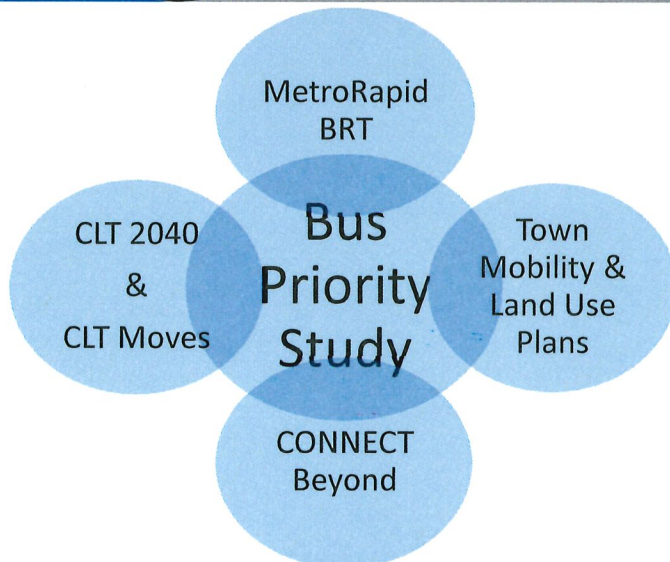 MetroRapid
BRT
CLT 2040
&
CLT Moves
Bus
Priority
Study
Town
Mobility &
Land Use
Plans
CONNECT
Beyond